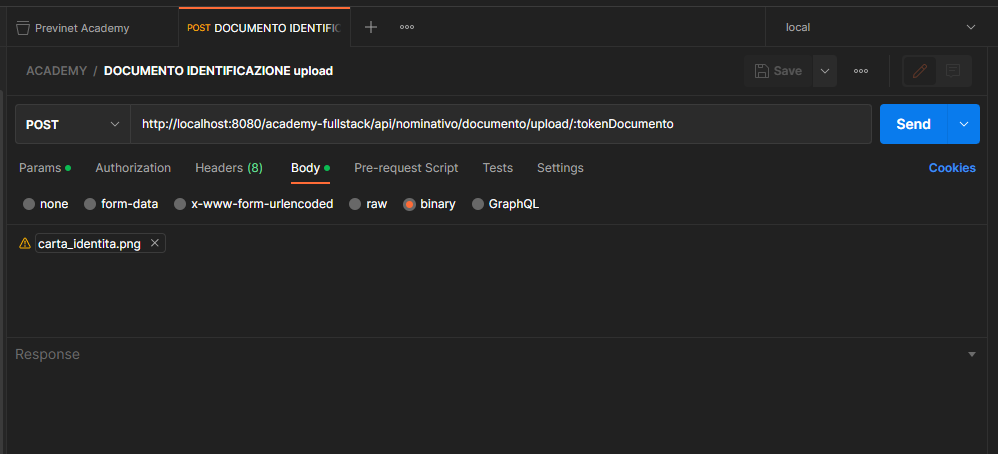 Previnet Academy
POST DOCUMENTO IDENTIFIC
local
ACADEMY / DOCUMENTO IDENTIFICAZIONE upload
Save
POST
http://localhost:8080/academy-fullstack/api/nominativo/documento/upload/:tokenDocumento
Send
Params Authorization Headers (8) Body Pre-request Script Tests Settings Cookies
none form-data x-www-form-urlencoded raw binary GraphQL
carta_identita.png
Response